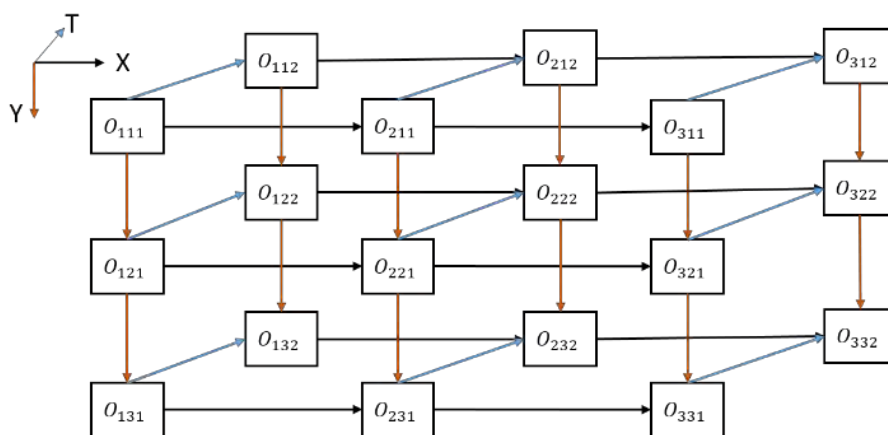 T
X
Y
O₁₁₂
O₂₁₂
O₃₁₂
O₁₁₁
O₂₁₁
O₃₁₁
O₁₂₂
O₂₂₂
O₃₂₂
O₁₂₁
O₂₂₁
O₃₂₁
O₁₃₂
O₂₃₂
O₃₃₂
O₁₃₁
O₂₃₁
O₃₃₁